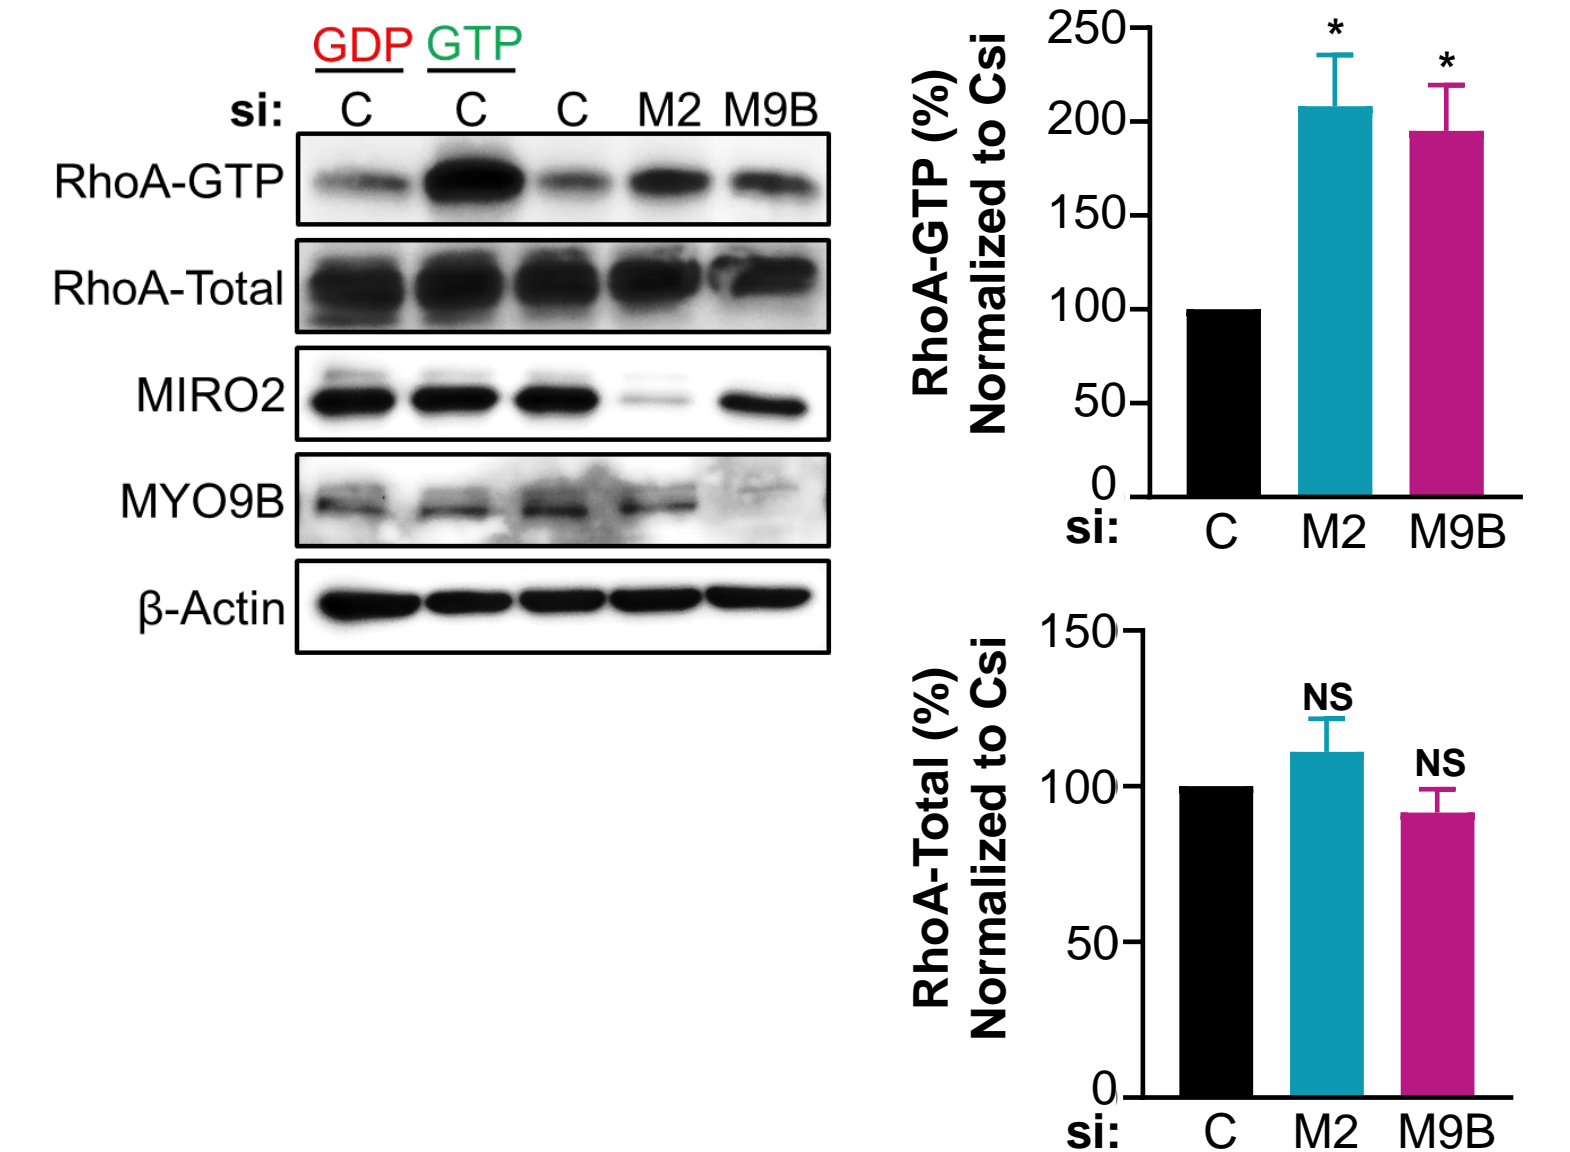 GDP GTP
si: C C C M2 M9B
RhoA-GTP
RhoA-Total
MIRO2
MYO9B
β-Actin
RhoA-GTP (%)
Normalized to Csi
250
200
150
100
50
0
*
*
si: C M2 M9B
RhoA-Total (%)
Normalized to Csi
150
100
50
0
NS
NS
si: C M2 M9B